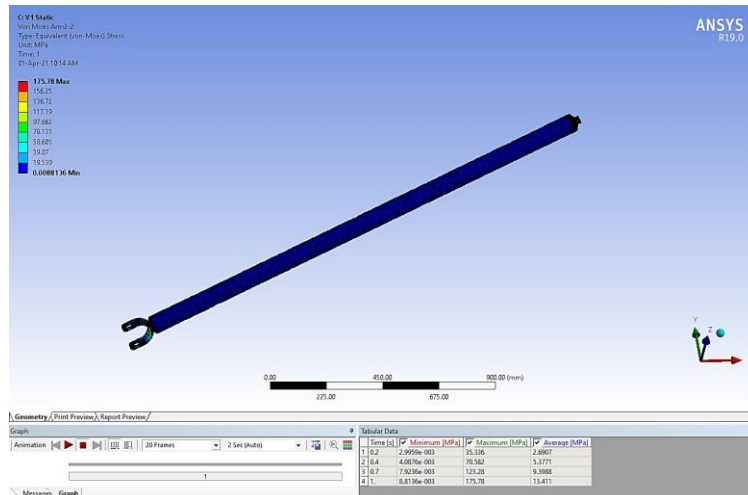 C: V1 Static
Von Mises Arm2-2
Type: Equivalent (von-Mises) Stress
Unit: MPa
Time: 1
01-Apr-21 10:14 AM
ANSYS
R19.0
175.78 Max
156.25
136.72
117.19
97.662
78.131
58.601
39.07
19.539
0.0088136 Min
Y
Z
0.00 450.00 900.00 (mm)
225.00 675.00
Geometry Print Preview Report Preview
Graph
Animation 20 Frames 2 Sec (Auto)
1
Messages Graph
Tabular Data
Time [s] Minimum [MPa] Maximum [MPa] Average [MPa]
1 0.2 2.9959e-003 35.336 2.6907
2 0.4 4.0876e-003 70.582 5.3771
3 0.7 7.9236e-003 123.28 9.3988
4 1. 8.8136e-003 175.78 13.411